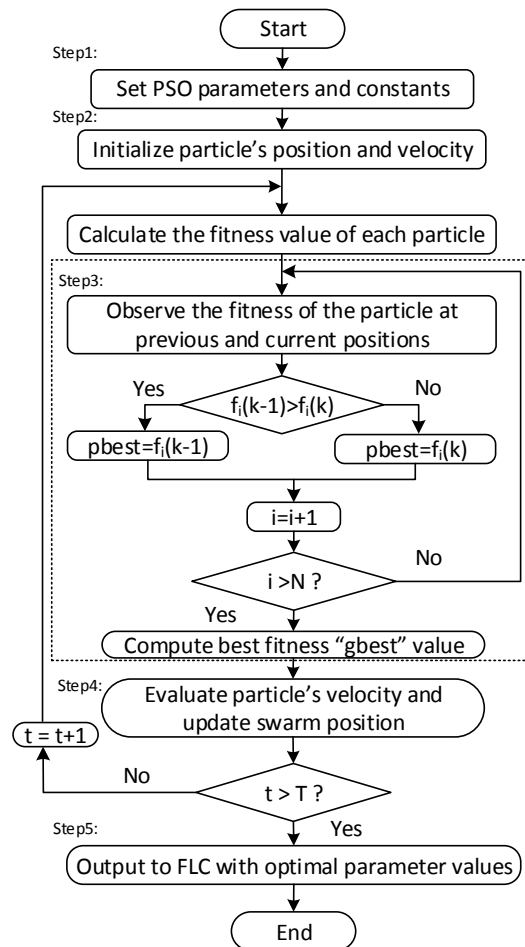 Start
Step1:
Set PSO parameters and constants
Step2:
Initialize particle's position and velocity
Calculate the fitness value of each particle
Step3:
Observe the fitness of the particle at
previous and current positions
Yes
No
fi(k-1)>fi(k)
pbest=fi(k-1)
pbest=fi(k)
i=i+1
No
i >N ?
Yes
Compute best fitness “gbest” value
Step4:
Evaluate particle's velocity and
update swarm position
t = t+1
No
t > T ?
Step5:
Yes
Output to FLC with optimal parameter values
End